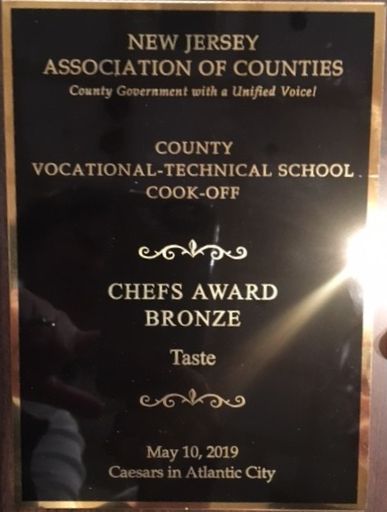 NEW JERSEY
ASSOCIATION OF COUNTIES
County Government with a Unified Voice!
COUNTY
VOCATIONAL-TECHNICAL SCHOOL
COOK-OFF
CHEFS AWARD
BRONZE
Taste
May 10, 2019
Caesars in Atlantic City